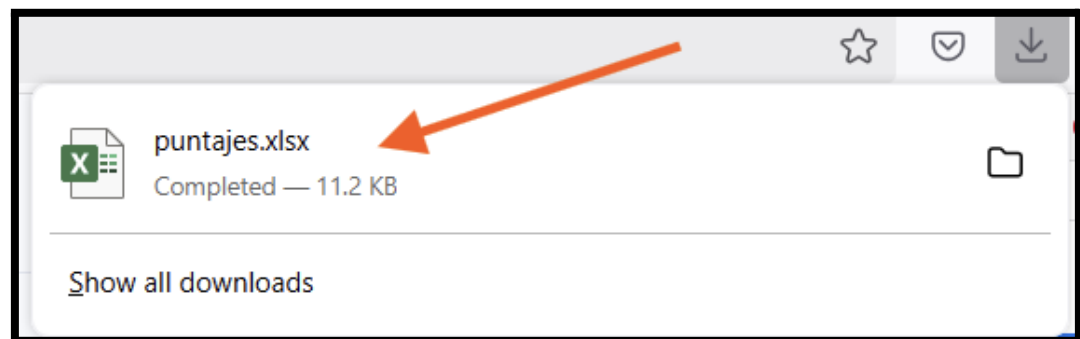 puntajes.xlsx
Completed — 11.2 KB
Show all downloads